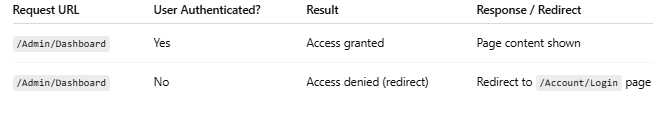 Request URL User Authenticated? Result Response / Redirect
/Admin/Dashboard Yes Access granted Page content shown
/Admin/Dashboard No Access denied (redirect) Redirect to /Account/Login page